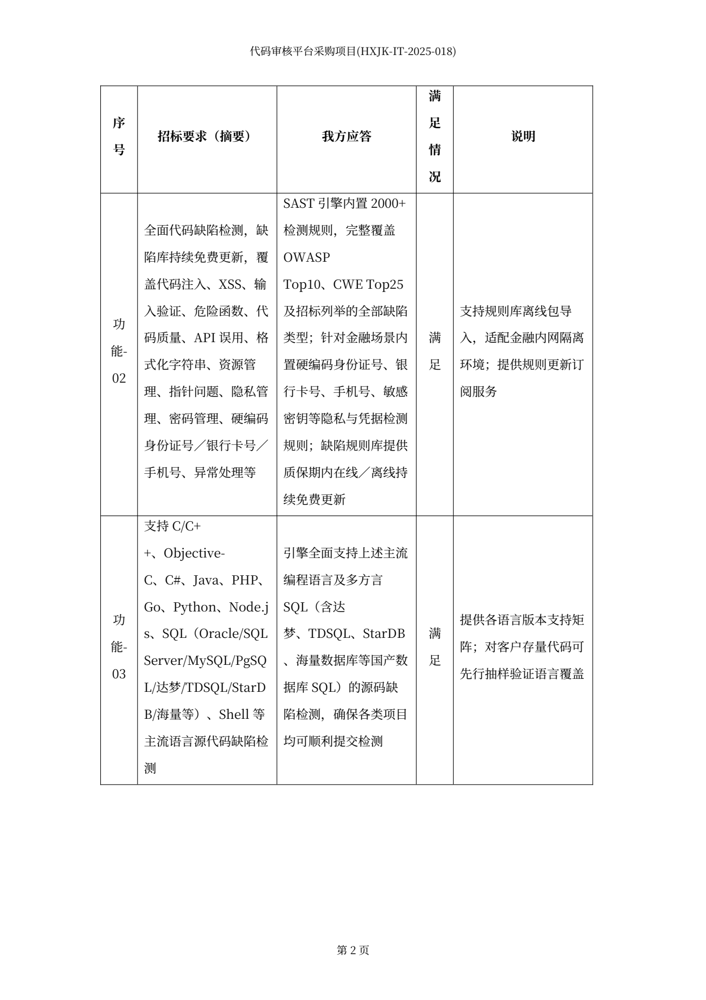 代码审核平台采购项目(HXJK-IT-2025-018)
序
号
招标要求（摘要）
我方应答
满
足
情
况
说明
功
能-
02
全面代码缺陷检测，缺
陷库持续免费更新，覆
盖代码注入、XSS、输
入验证、危险函数、代
码质量、API 误用、格
式化字符串、资源管
理、指针问题、隐私管
理、密码管理、硬编码
身份证号／银行卡号／
手机号、异常处理等
SAST 引擎内置 2000+
检测规则，完整覆盖
OWASP
Top10、CWE Top25
及招标列举的全部缺陷
类型；针对金融场景内
置硬编码身份证号、银
行卡号、手机号、敏感
密钥等隐私与凭据检测
规则；缺陷规则库提供
质保期内在线／离线持
续免费更新
满
足
支持规则库离线包导
入，适配金融内网隔离
环境；提供规则更新订
阅服务
功
能-
03
支持 C/C+
+、Objective-
C、C#、Java、PHP、
Go、Python、Node.j
s、SQL（Oracle/SQL
Server/MySQL/PgSQ
L/达梦/TDSQL/StarD
B/海量等）、Shell 等
主流语言源代码缺陷检
测
引擎全面支持上述主流
编程语言及多方言
SQL（含达
梦、TDSQL、StarDB
、海量数据库等国产数
据库 SQL）的源码缺
陷检测，确保各类项目
均可顺利提交检测
满
足
提供各语言版本支持矩
阵；对客户存量代码可
先行抽样验证语言覆盖
第 2 页